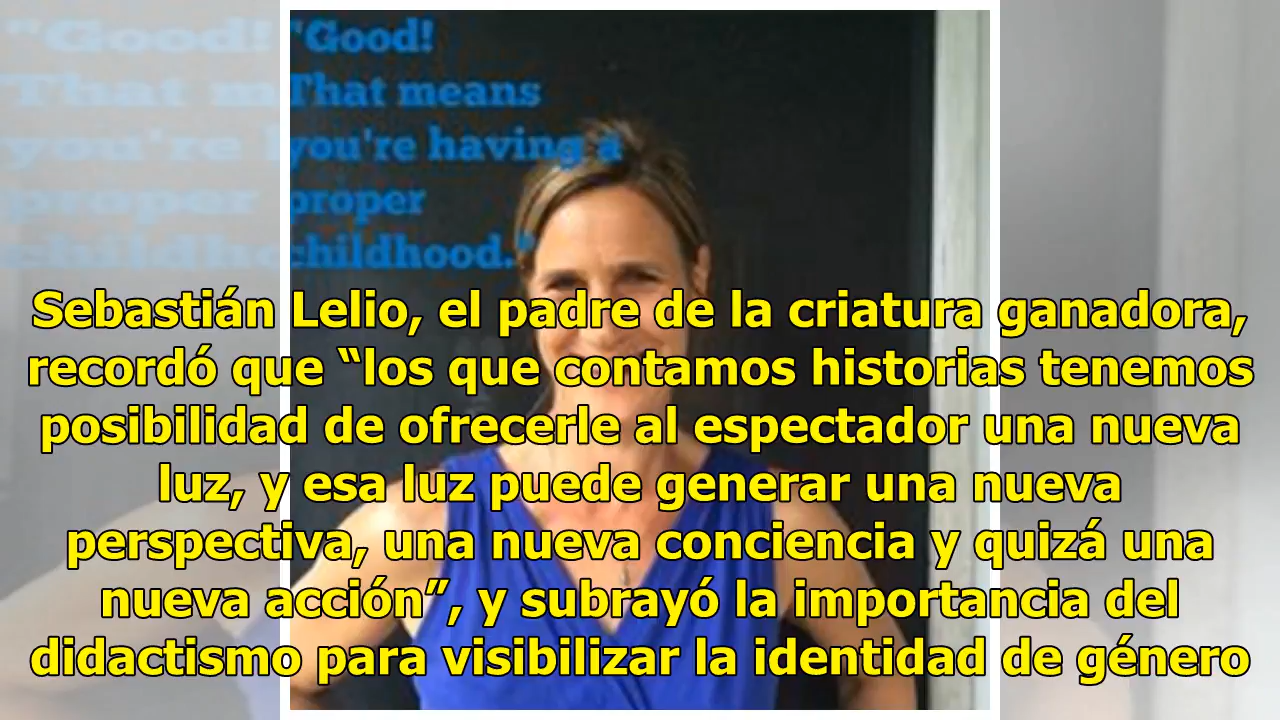 "Good!
That means
you're having a
proper
childhood."
Sebastián Lelio, el padre de la criatura ganadora,
recordó que “los que contamos historias tenemos
posibilidad de ofrecerle al espectador una nueva
luz, y esa luz puede generar una nueva
perspectiva, una nueva conciencia y quizá una
nueva acción”, y subrayó la importancia del
didactismo para visibilizar la identidad de género